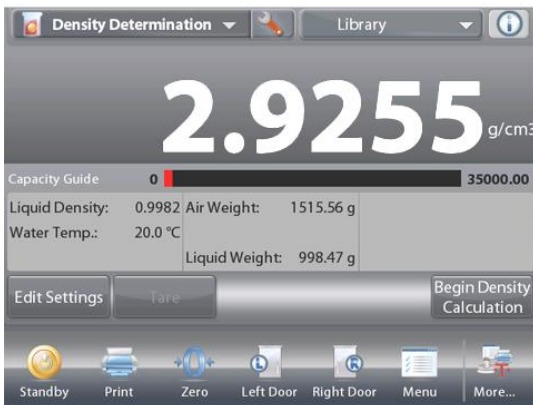 Density Determination
Library
2.9255 g/cm3
Capacity Guide 0 35000.00
Liquid Density: 0.9982 Air Weight: 1515.56 g
Water Temp.: 20.0 °C
Liquid Weight: 998.47 g
Edit Settings Tare Begin Density
Calculation
L R
Standby Print Zero Left Door Right Door Menu More...